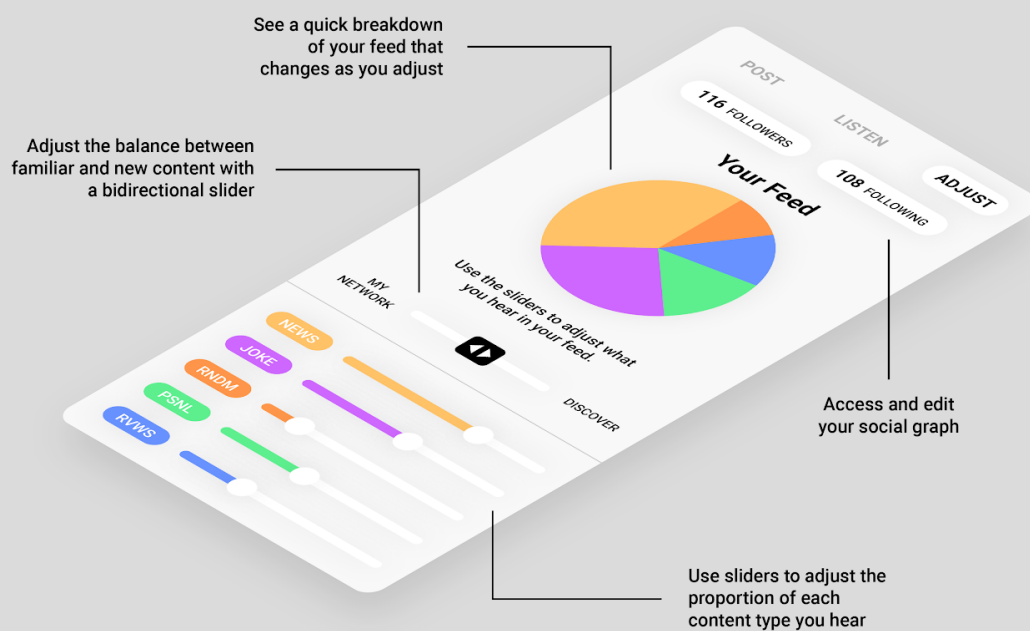 See a quick breakdown
of your feed that
changes as you adjust
Adjust the balance between
familiar and new content with
a bidirectional slider
POST
LISTEN
ADJUST
116 FOLLOWERS
108 FOLLOWING
Your Feed
Use the sliders to adjust what
you hear in your feed.
MY
NETWORK
DISCOVER
NEWS
JOKE
RNDM
PSNL
RVWS
Access and edit
your social graph
Use sliders to adjust the
proportion of each
content type you hear